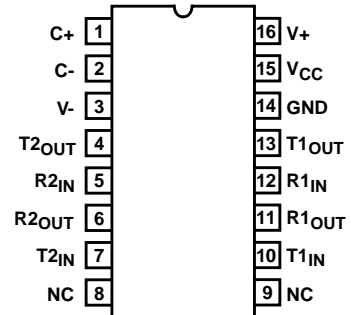 C+ 1 16 V+
C- 2 15 VCC
V- 3 14 GND
T2OUT 4 13 T1OUT
R2IN 5 12 R1IN
R2OUT 6 11 R1OUT
T2IN 7 10 T1IN
NC 8 9 NC